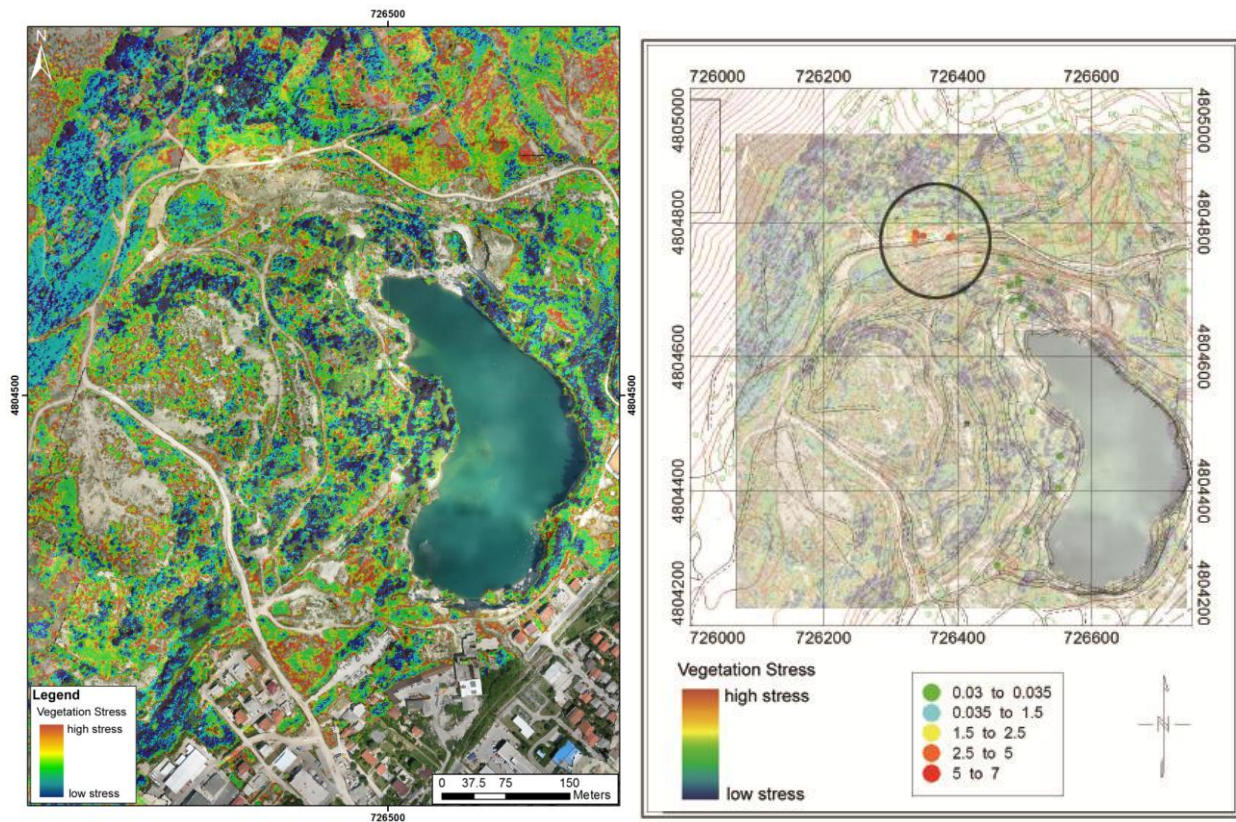 726500
N
4804500
4804500
Legend
Vegetation Stress
high stress
low stress
0 37.5 75 150
Meters
726500
726000 726200 726400 726600
4805000
4805000
4804800
4804800
4804600
4804600
4804400
4804400
4804200
4804200
726000 726200 726400 726600
Vegetation Stress
high stress
low stress
0.03 to 0.035
0.035 to 1.5
1.5 to 2.5
2.5 to 5
5 to 7
N